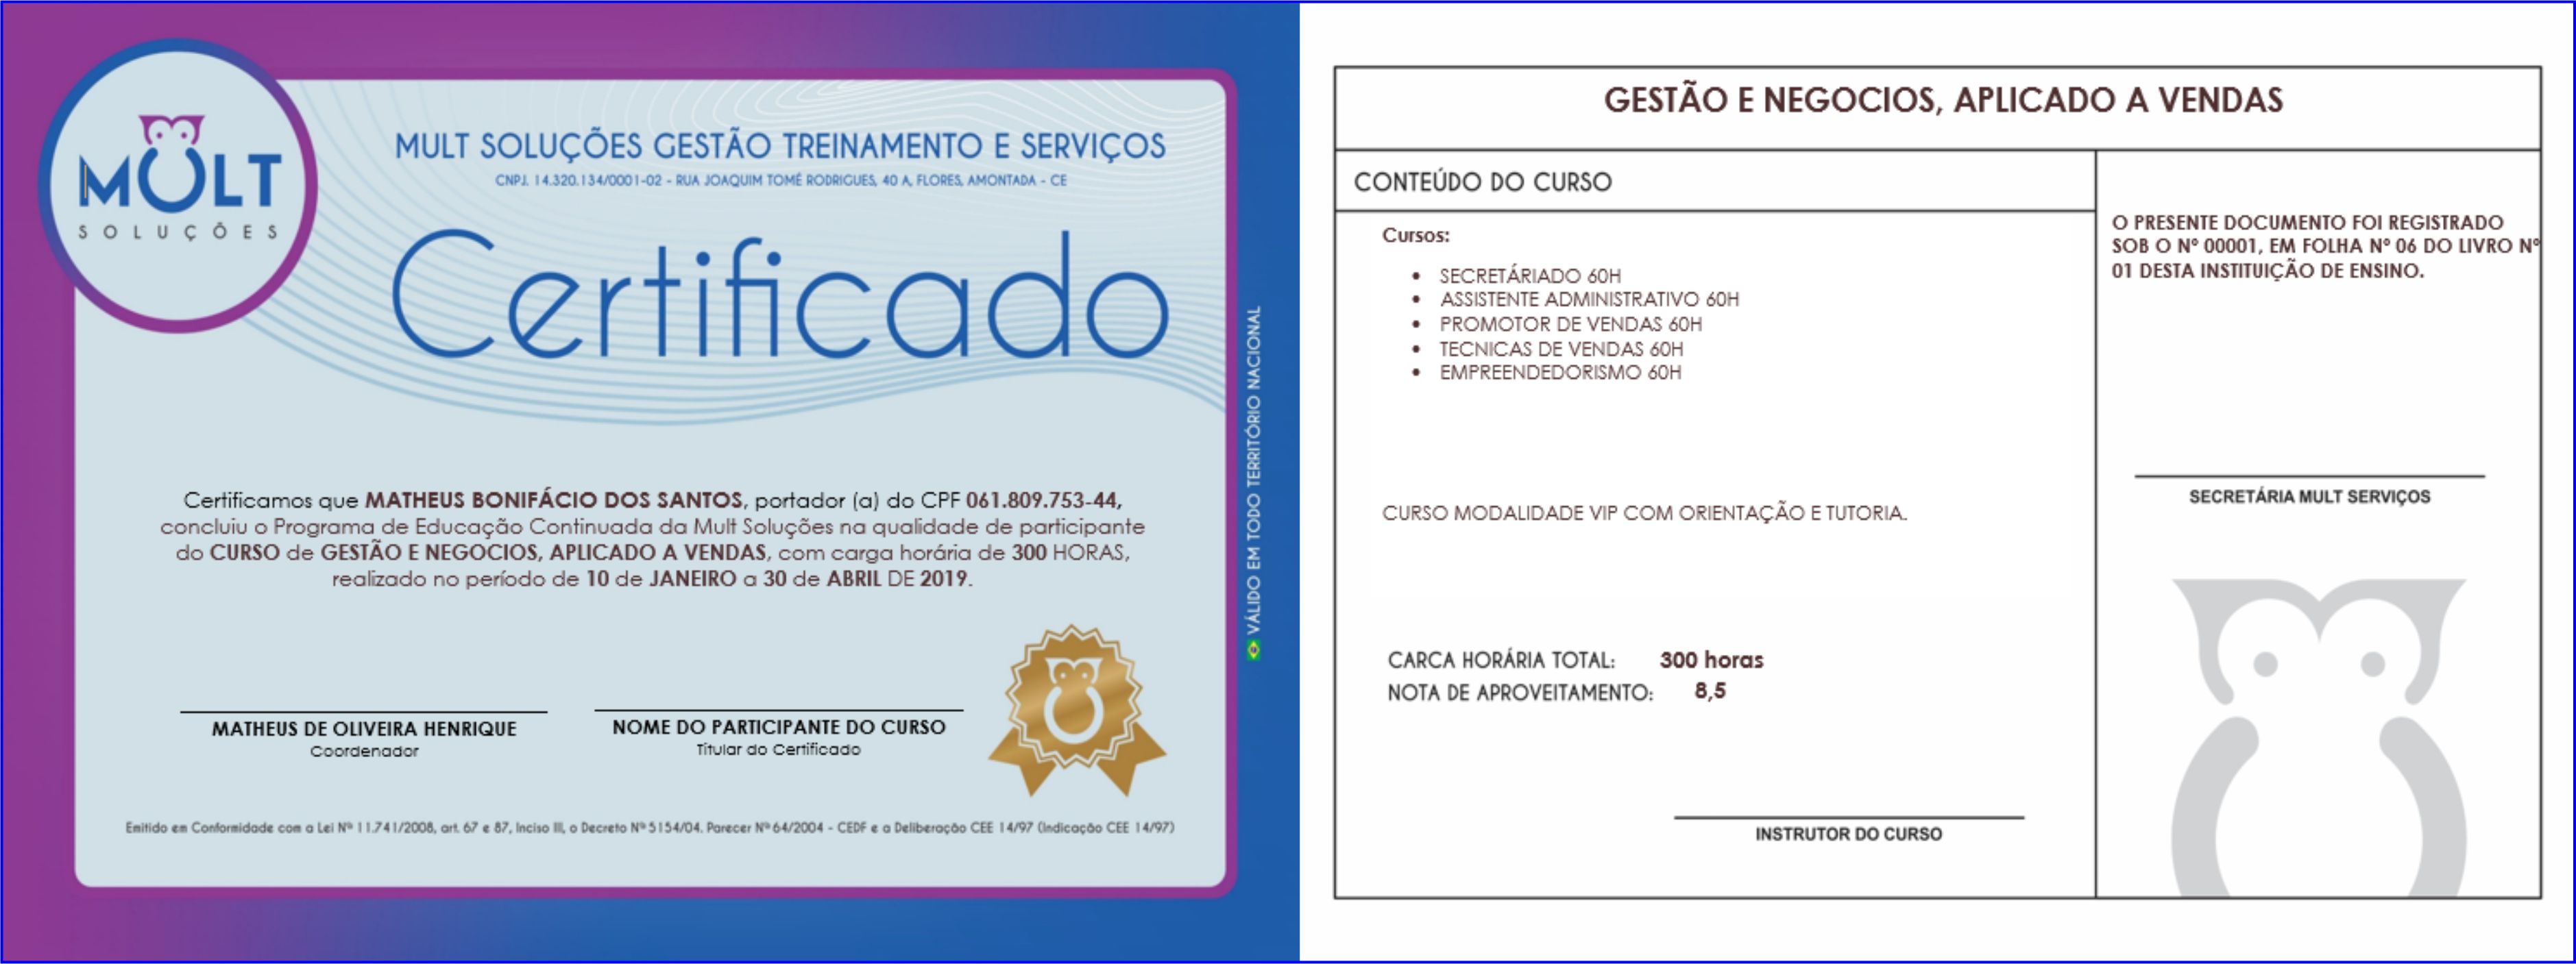 MULT
SOLUÇÕES
MULT SOLUÇÕES GESTÃO TREINAMENTO E SERVIÇOS
CNPJ. 14.320.134/0001-02 - RUA JOAQUIM TOMÉ RODRIGUES, 40 A, FLORES, AMONTADA - CE
Certificado
Certificamos que MATHEUS BONIFÁCIO DOS SANTOS, portador (a) do CPF 061.809.753-44,
concluiu o Programa de Educação Continuada da Mult Soluções na qualidade de participante
do CURSO de GESTÃO E NEGOCIOS, APLICADO A VENDAS, com carga horária de 300 HORAS,
realizado no período de 10 de JANEIRO a 30 de ABRIL DE 2019.
MATHEUS DE OLIVEIRA HENRIQUE
Coordenador
NOME DO PARTICIPANTE DO CURSO
Títular do Certificado
Emitido em Conformidade com a Lei Nº 11.741/2008, art. 67 e 87, Inciso III, o Decreto Nº 5154/04. Parecer Nº 64/2004 - CEDF e a Deliberação CEE 14/97 (Indicação CEE 14/97)
VÁLIDO EM TODO TERRITÓRIO NACIONAL
GESTÃO E NEGOCIOS, APLICADO A VENDAS
CONTEÚDO DO CURSO
Cursos:
• SECRETÁRIADO 60H
• ASSISTENTE ADMINISTRATIVO 60H
• PROMOTOR DE VENDAS 60H
• TECNICAS DE VENDAS 60H
• EMPREENDEDORISMO 60H
CURSO MODALIDADE VIP COM ORIENTAÇÃO E TUTORIA.
CARCA HORÁRIA TOTAL: 300 horas
NOTA DE APROVEITAMENTO: 8,5
INSTRUTOR DO CURSO
O PRESENTE DOCUMENTO FOI REGISTRADO
SOB O Nº 00001, EM FOLHA Nº 06 DO LIVRO Nº
01 DESTA INSTITUIÇÃO DE ENSINO.
SECRETÁRIA MULT SERVIÇOS